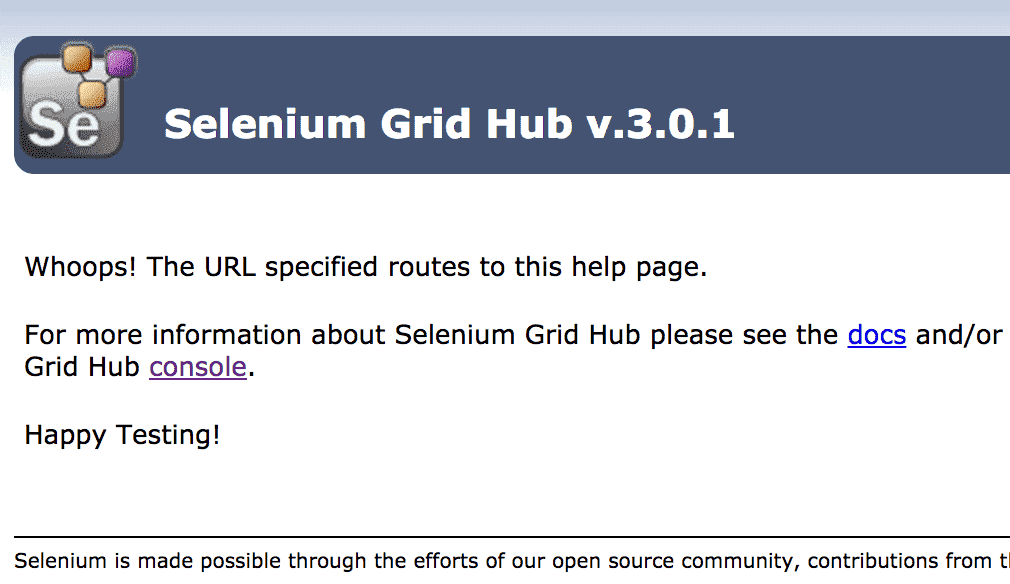 Se
Selenium Grid Hub v.3.0.1
Whoops! The URL specified routes to this help page.
For more information about Selenium Grid Hub please see the docs and/or
Grid Hub console.
Happy Testing!
Selenium is made possible through the efforts of our open source community, contributions from